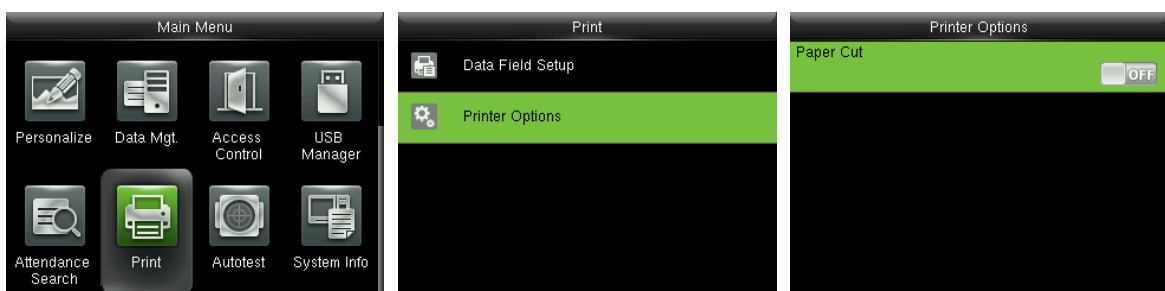 Main Menu
Personalize
Data Mgt.
Access
Control
USB
Manager
Attendance
Search
Print
Autotest
System Info
Print
Data Field Setup
Printer Options
Printer Options
Paper Cut
OFF